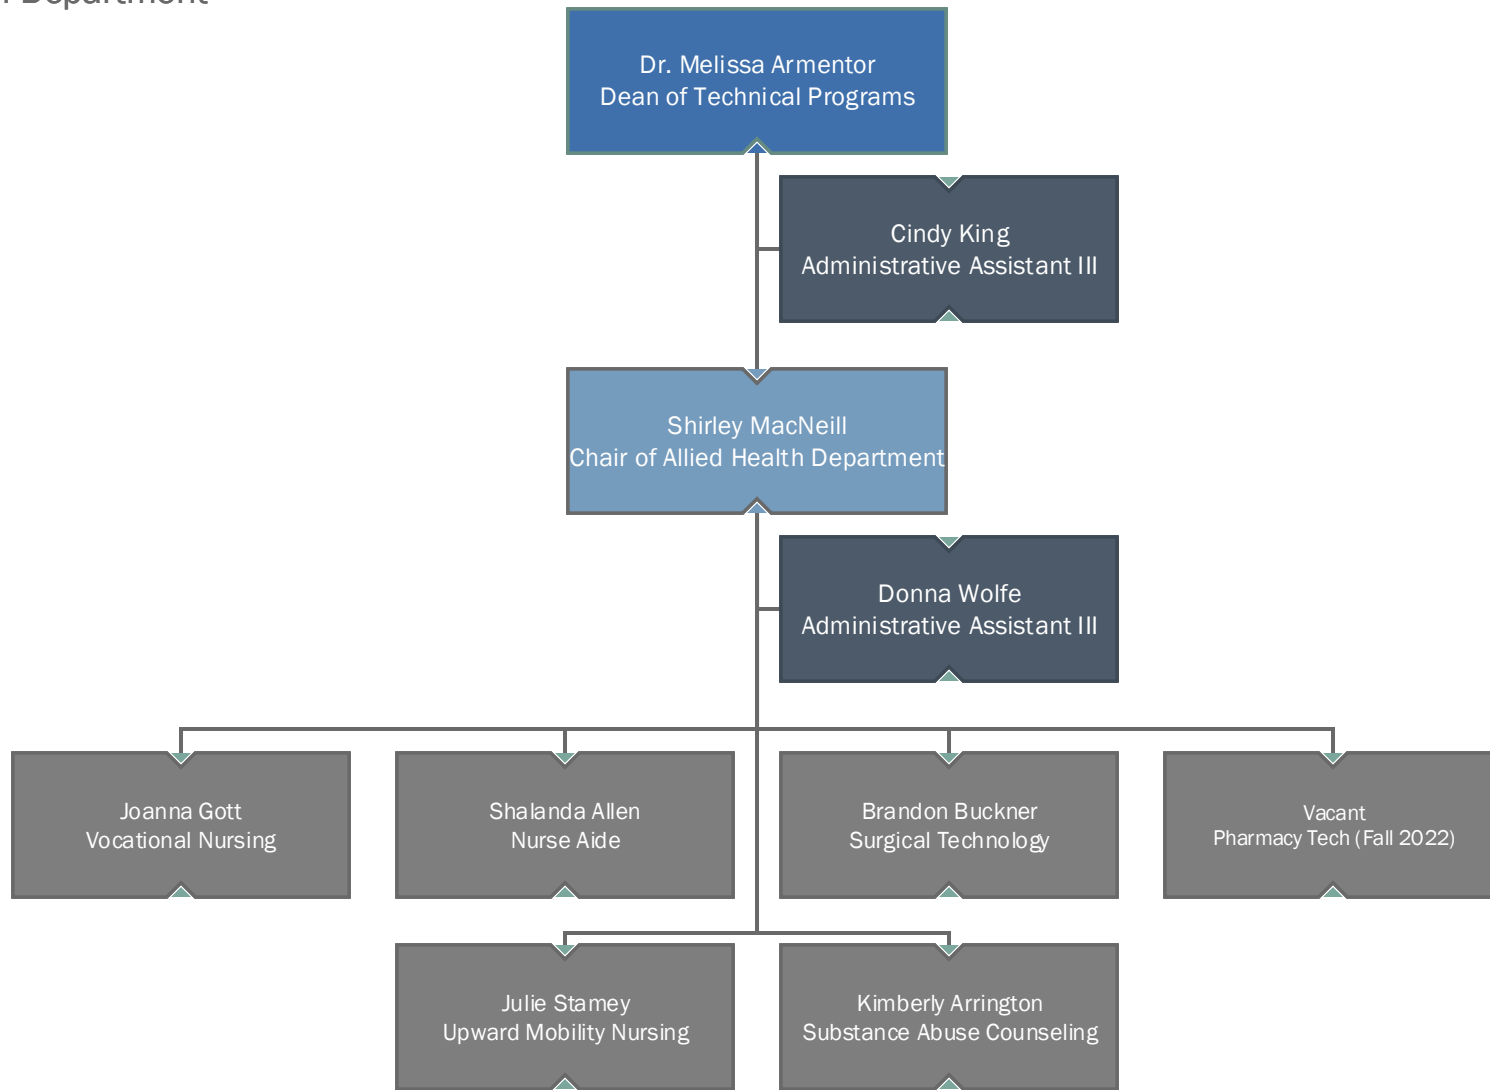 Department
Dr. Melissa Armentor
Dean of Technical Programs
Cindy King
Administrative Assistant III
Shirley MacNeill
Chair of Allied Health Department
Donna Wolfe
Administrative Assistant III
Joanna Gott
Vocational Nursing
Shalanda Allen
Nurse Aide
Brandon Buckner
Surgical Technology
Vacant
Pharmacy Tech (Fall 2022)
Julie Stamey
Upward Mobility Nursing
Kimberly Arrington
Substance Abuse Counseling